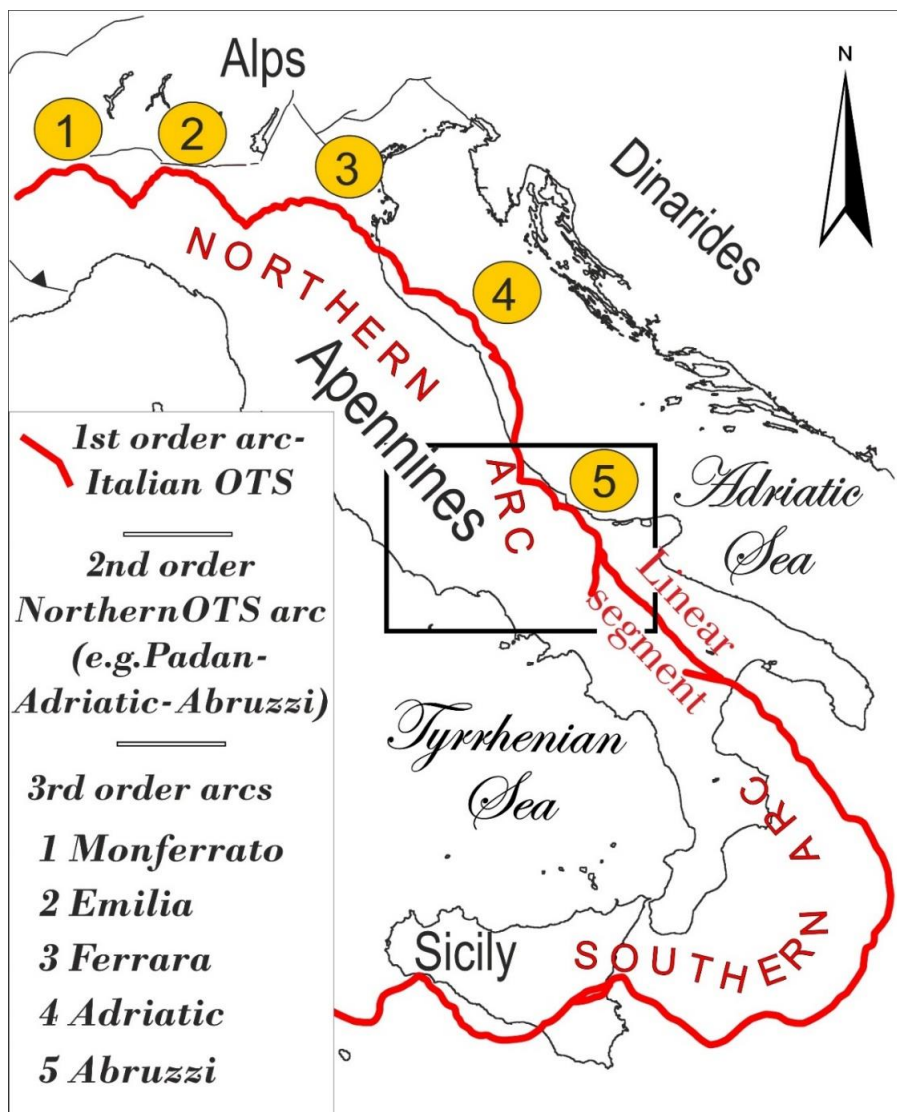 Alps
N
1
2
3
Dinarides
NORTHERN
4
Apennines
ARC
5
Adriatic
Sea
Linear
segment
1st order arc-
Italian OTS
2nd order
NorthernOTS arc
(e.g.Padan-
Adriatic-Abruzzi)
3rd order arcs
1 Monferrato
2 Emilia
3 Ferrara
4 Adriatic
5 Abruzzi
Tyrrhenian
Sea
Sicily
SOUTHERN
ARC